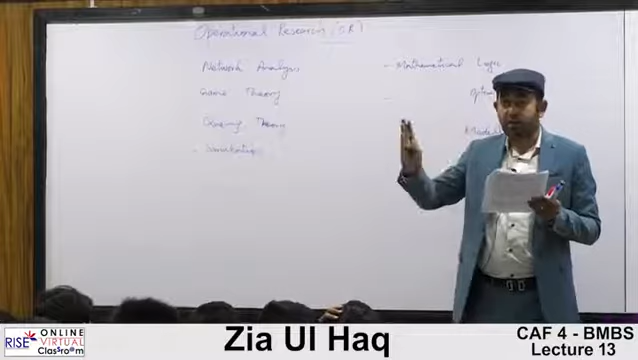 Operational Research (OR)
Network Analysis
- Mathematical Logic
Game Theory
-
Queuing Theory
- Simulation
RISE
ONLINE
VIRTUAL
Classroom
Zia Ul Haq
CAF 4 - BMBS
Lecture 13